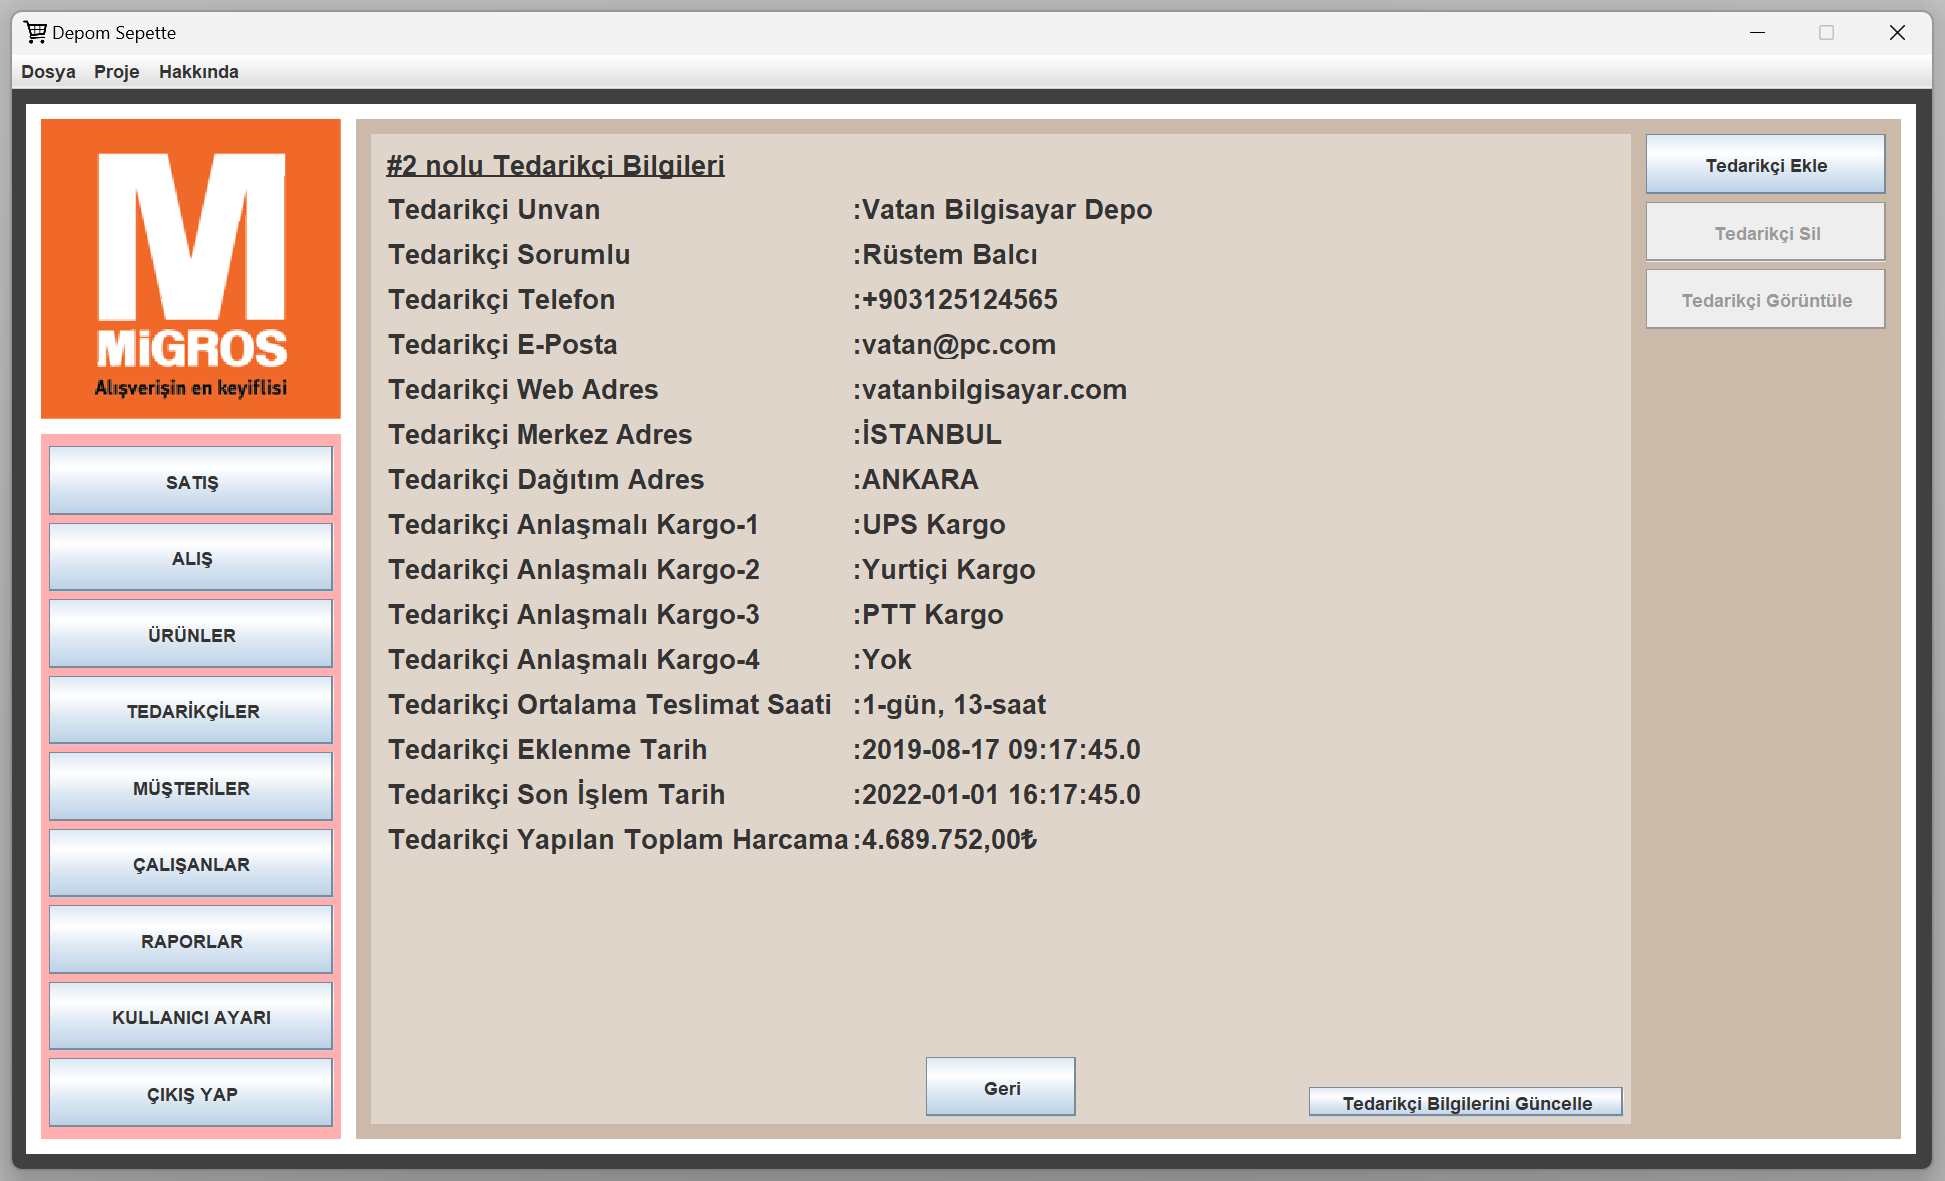 Depom Sepette
Dosya Proje Hakkında
MiGROS
Alışverişin en keyiflisi
SATIŞ
ALIŞ
ÜRÜNLER
TEDARİKÇİLER
MÜŞTERİLER
ÇALIŞANLAR
RAPORLAR
KULLANICI AYARI
ÇIKIŞ YAP
#2 nolu Tedarikçi Bilgileri
Tedarikçi Unvan :Vatan Bilgisayar Depo
Tedarikçi Sorumlu :Rüstem Balcı
Tedarikçi Telefon :+903125124565
Tedarikçi E-Posta :vatan@pc.com
Tedarikçi Web Adres :vatanbilgisayar.com
Tedarikçi Merkez Adres :İSTANBUL
Tedarikçi Dağıtım Adres :ANKARA
Tedarikçi Anlaşmalı Kargo-1 :UPS Kargo
Tedarikçi Anlaşmalı Kargo-2 :Yurtiçi Kargo
Tedarikçi Anlaşmalı Kargo-3 :PTT Kargo
Tedarikçi Anlaşmalı Kargo-4 :Yok
Tedarikçi Ortalama Teslimat Saati :1-gün, 13-saat
Tedarikçi Eklenme Tarih :2019-08-17 09:17:45.0
Tedarikçi Son İşlem Tarih :2022-01-01 16:17:45.0
Tedarikçi Yapılan Toplam Harcama :4.689.752,00₺
Geri
Tedarikçi Bilgilerini Güncelle
Tedarikçi Ekle
Tedarikçi Sil
Tedarikçi Görüntüle